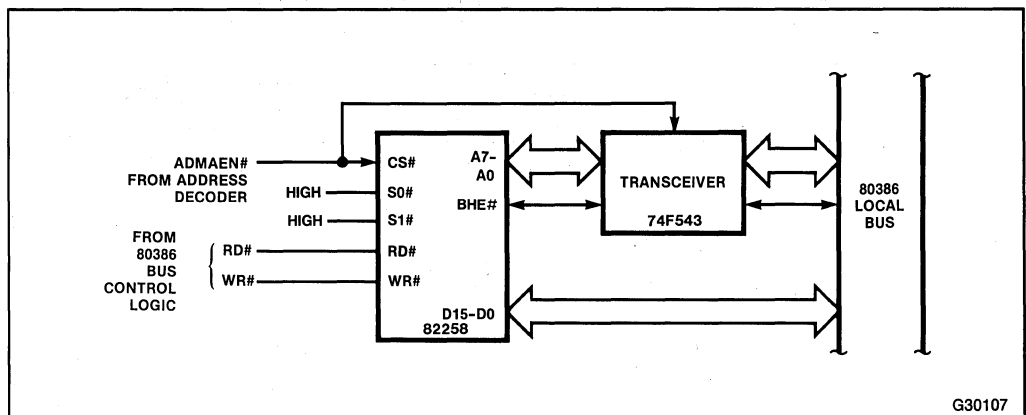 ADMAEN#
FROM ADDRESS
DECODER
HIGH
HIGH
FROM
80386
BUS
CONTROL
LOGIC
RD#
WR#
CS#
S0#
S1#
RD#
WR#
A7-
A0
BHE#
D15-D0
82258
TRANSCEIVER
74F543
80386
LOCAL
BUS
G30107